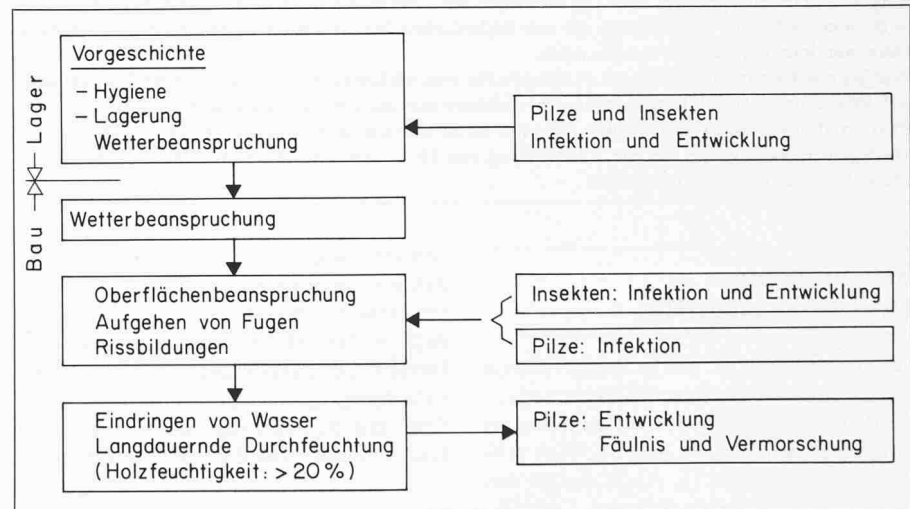 Vorgeschichte
– Hygiene
– Lagerung
Wetterbeanspruchung
Pilze und Insekten
Infektion und Entwicklung
Bau
Lager
Wetterbeanspruchung
Oberflächenbeanspruchung
Aufgehen von Fugen
Rissbildungen
Insekten: Infektion und Entwicklung
Pilze: Infektion
Eindringen von Wasser
Langdauernde Durchfeuchtung
(Holzfeuchtigkeit: > 20 %)
Pilze: Entwicklung
Fäulnis und Vermorschung